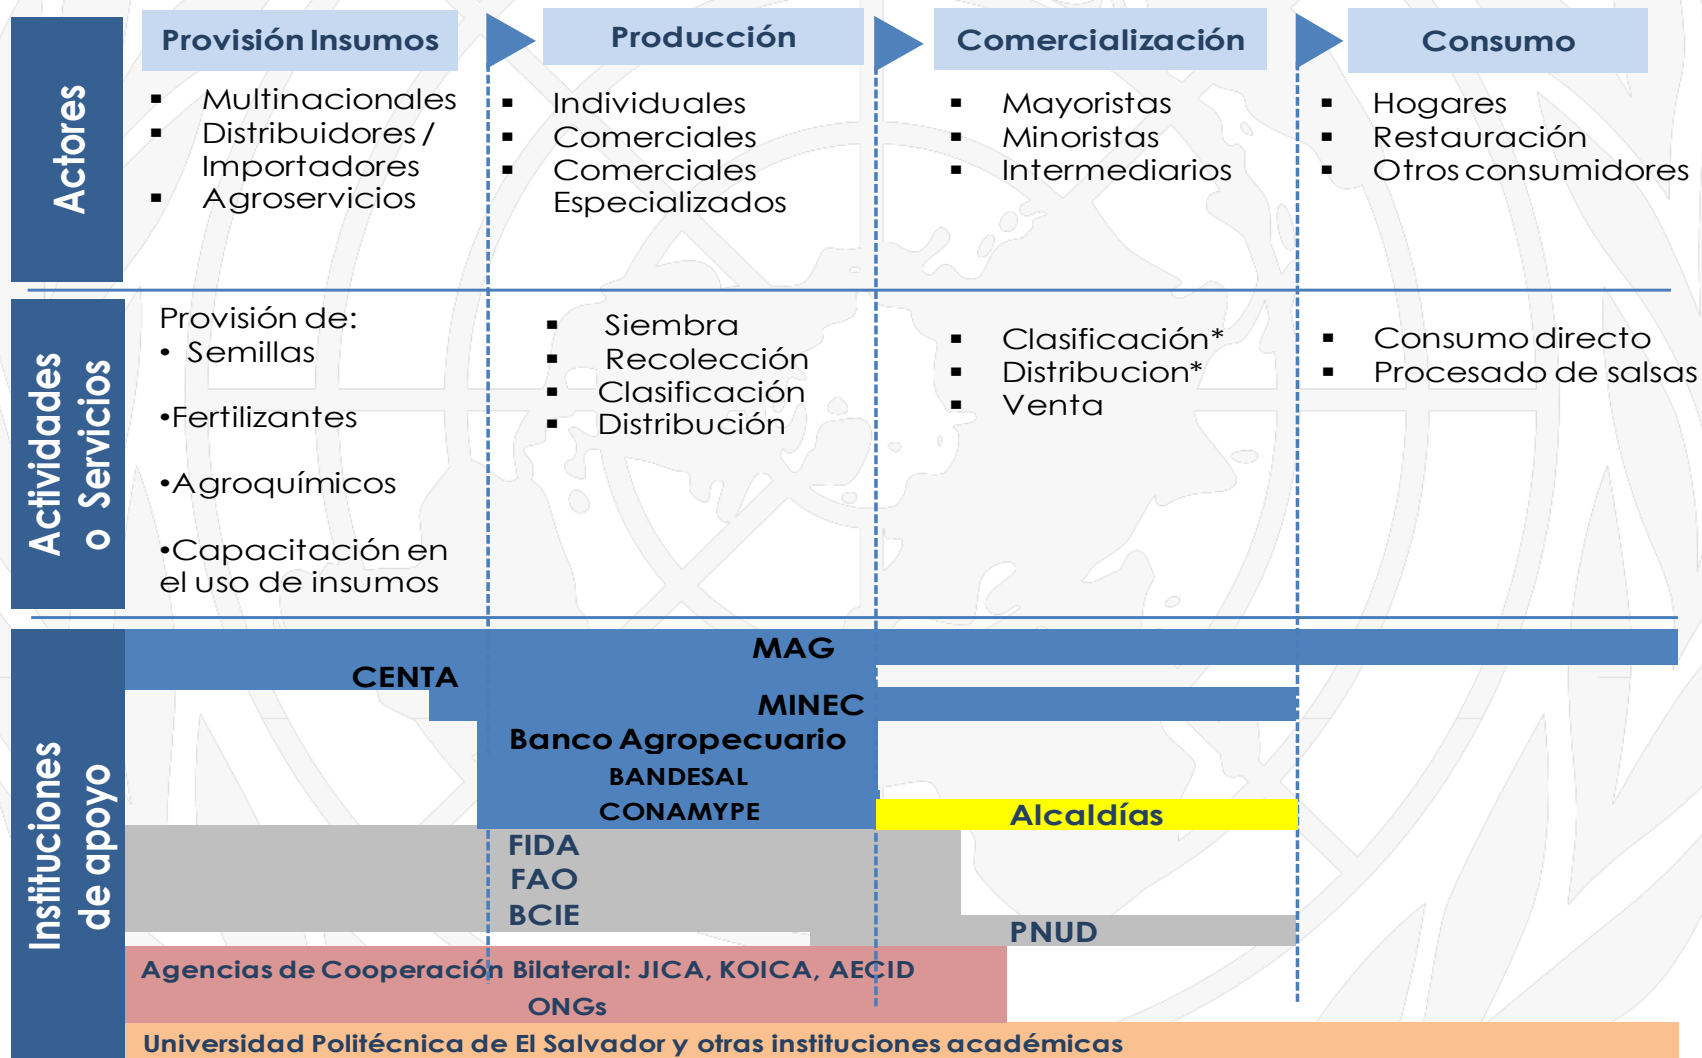 Provisión Insumos
Producción
Comercialización
Consumo
Actores
▪ Multinacionales
▪ Distribuidores /
Importadores
▪ Agroservicios
▪ Individuales
▪ Comerciales
▪ Comerciales
Especializados
▪ Mayoristas
▪ Minoristas
▪ Intermediarios
▪ Hogares
▪ Restauración
▪ Otros consumidores
Actividades
o Servicios
Provisión de:
• Semillas
•Fertilizantes
•Agroquímicos
•Capacitación en
el uso de insumos
▪ Siembra
▪ Recolección
▪ Clasificación
▪ Distribución
▪ Clasificación*
▪ Distribucion*
▪ Venta
▪ Consumo directo
▪ Procesado de salsas
Instituciones
de apoyo
MAG
CENTA
MINEC
Banco Agropecuario
BANDESAL
CONAMYPE
Alcaldías
FIDA
FAO
BCIE
PNUD
Agencias de Cooperación Bilateral: JICA, KOICA, AECID
ONGs
Universidad Politécnica de El Salvador y otras instituciones académicas